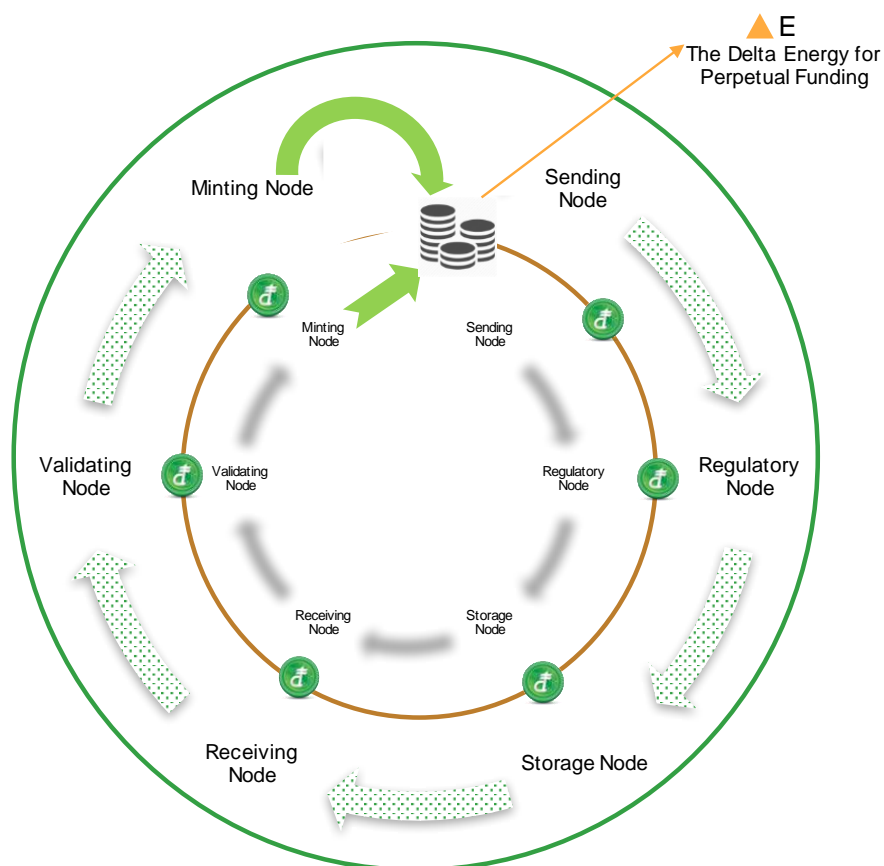 ▲ E
The Delta Energy for
Perpetual Funding
Minting Node
Sending
Node
Minting
Node
Sending
Node
Validating
Node
Validating
Node
Regulatory
Node
Regulatory
Node
Receiving
Node
Storage
Node
Receiving
Node
Storage Node